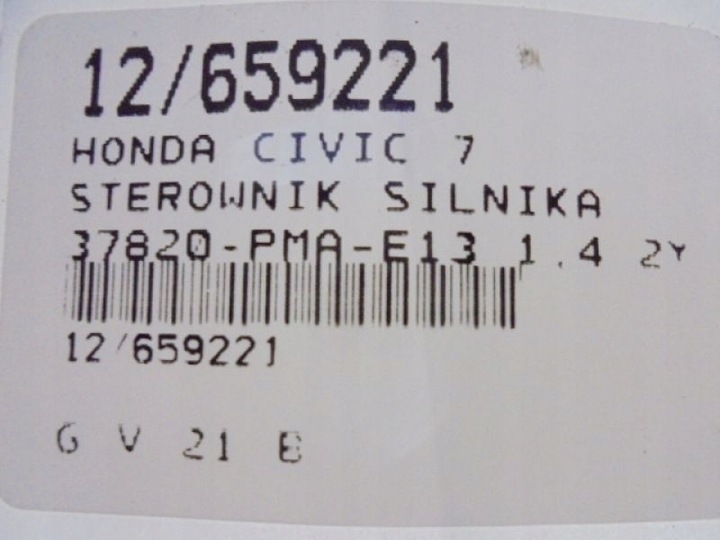 12/659221
HONDA CIVIC 7
STEROWNIK SILNIKA
37820-PMA-E13 1.4 2Y
12/659221
G V 21 B